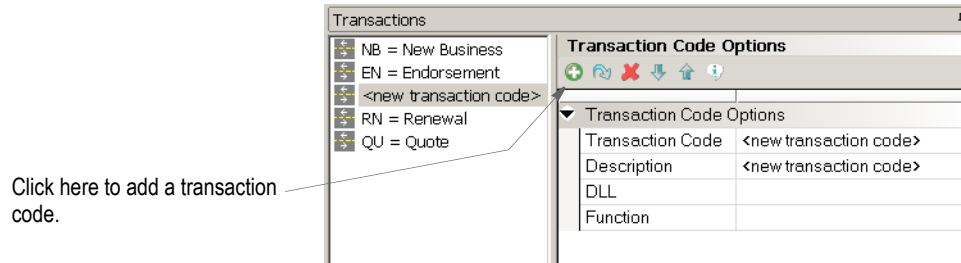 Transactions
NB = New Business
EN = Endorsement
<new transaction code>
RN = Renewal
QU = Quote
Transaction Code Options
Transaction Code Options
Transaction Code <new transaction code>
Description <new transaction code>
DLL
Function
Click here to add a transaction
code.